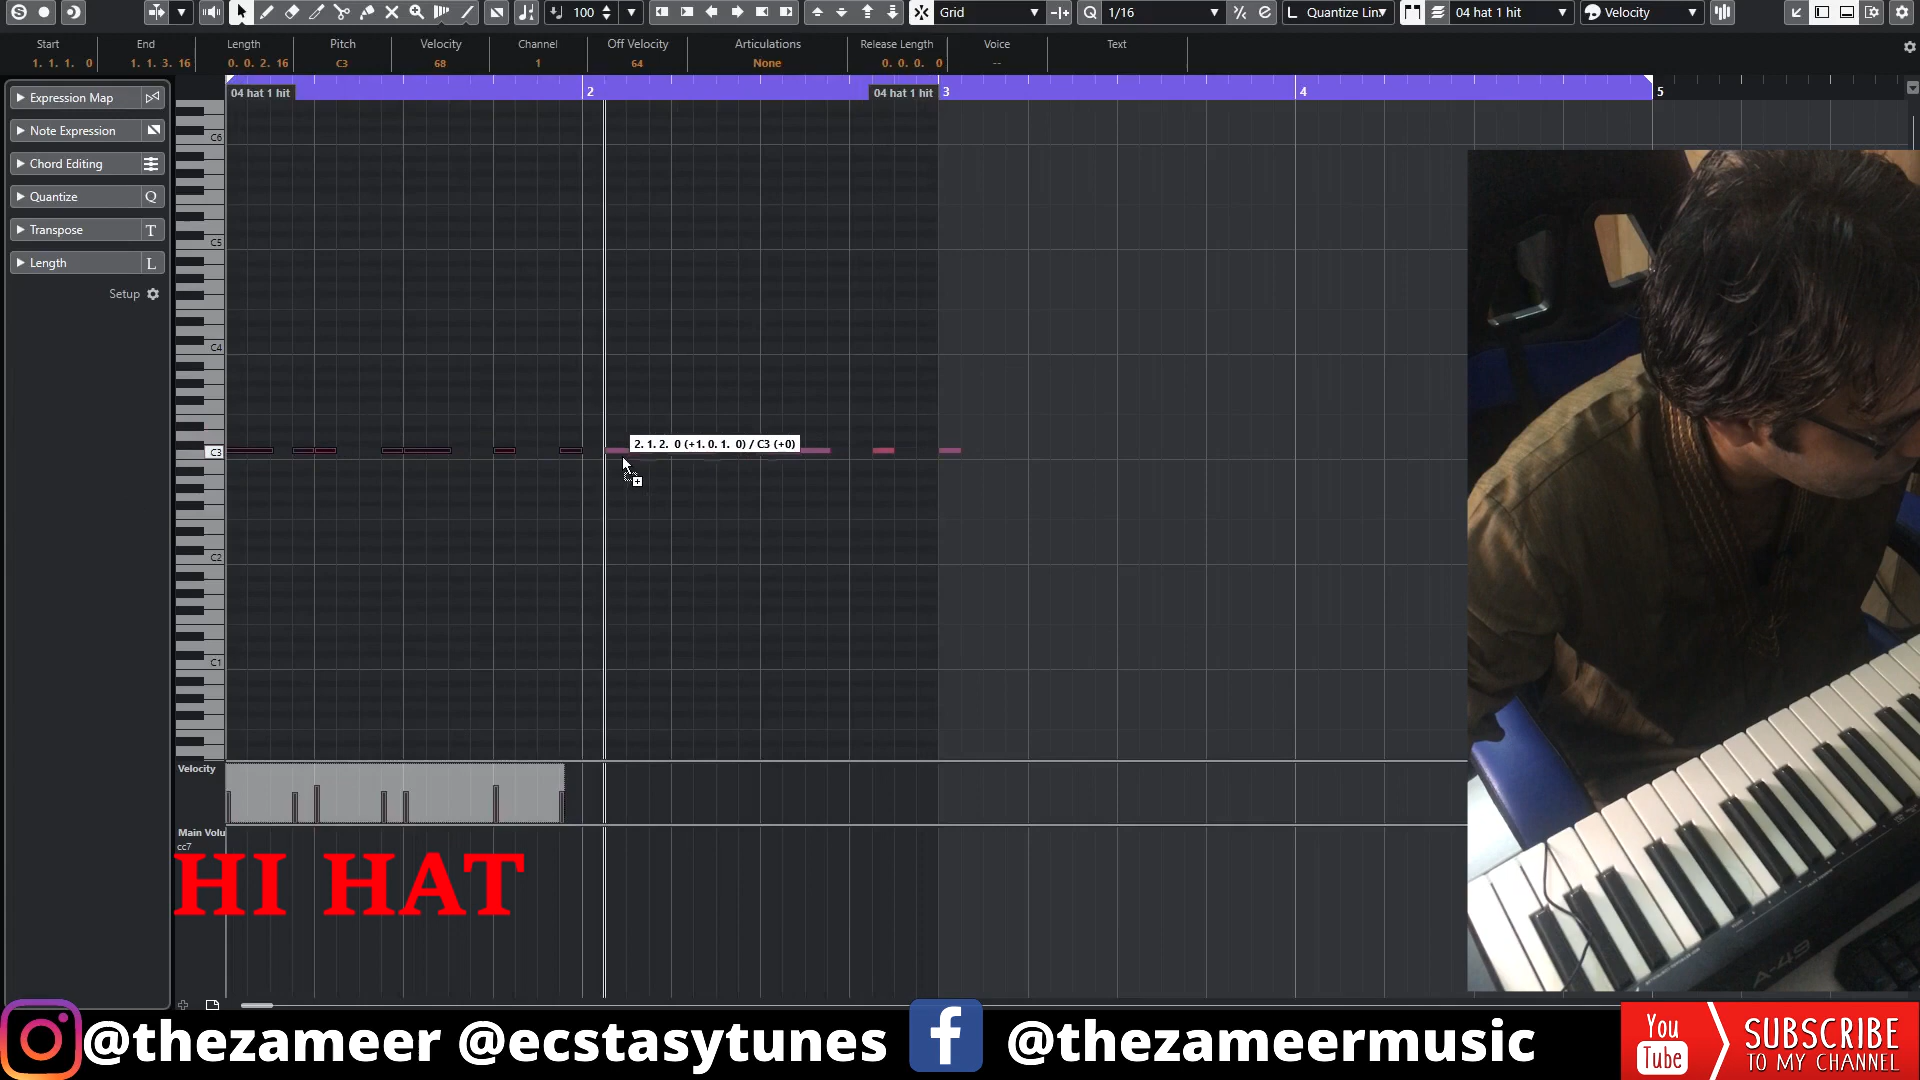 100
Grid
1/16
Quantize Lin
04 hat 1 hit
Velocity
Start
End
Length
Pitch
Velocity
Channel
Off Velocity
Articulations
Release Length
Voice
Text
1. 1. 1. 0
1. 1. 3. 16
0. 0. 2. 16
C3
68
1
64
None
0. 0. 0. 0
--
Expression Map
Note Expression
Chord Editing
Quantize
Q
Transpose
T
Length
L
Setup
04 hat 1 hit
2
04 hat 1 hit
3
4
5
C6
C5
C4
C3
C2
C1
2. 1. 2. 0 (+1. 0. 1. 0) / C3 (+0)
Velocity
Main Volu
cc7
HI HAT
A-49
@thezameer @ecstasytunes
f
@thezameermusic
You
Tube
SUBSCRIBE
TO MY CHANNEL